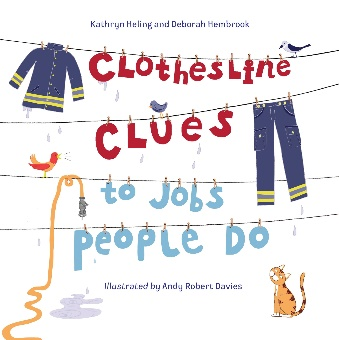 Kathryn Heling and Deborah Hembrook
CLOTHESLINE
CLUES
to JOBS
PEOPLE DO
Illustrated by Andy Robert Davies